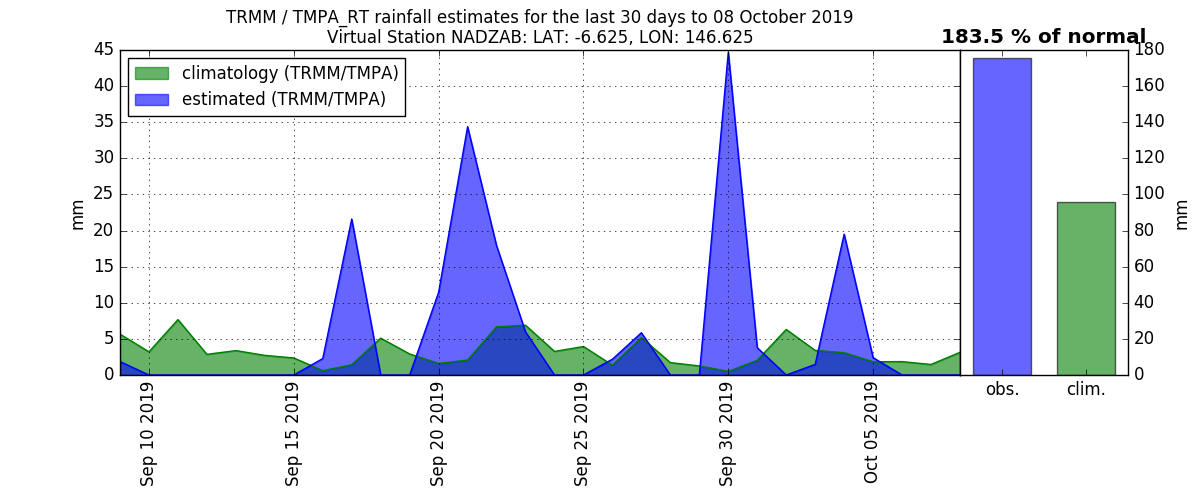 TRMM / TMPA_RT rainfall estimates for the last 30 days to 08 October 2019
Virtual Station NADZAB: LAT: -6.625, LON: 146.625
183.5 % of normal
climatology (TRMM/TMPA)
estimated (TRMM/TMPA)
mm
45
40
35
30
25
20
15
10
5
0
Sep 10 2019
Sep 15 2019
Sep 20 2019
Sep 25 2019
Sep 30 2019
Oct 05 2019
obs.
clim.
180
160
140
120
100
80
60
40
20
0
mm